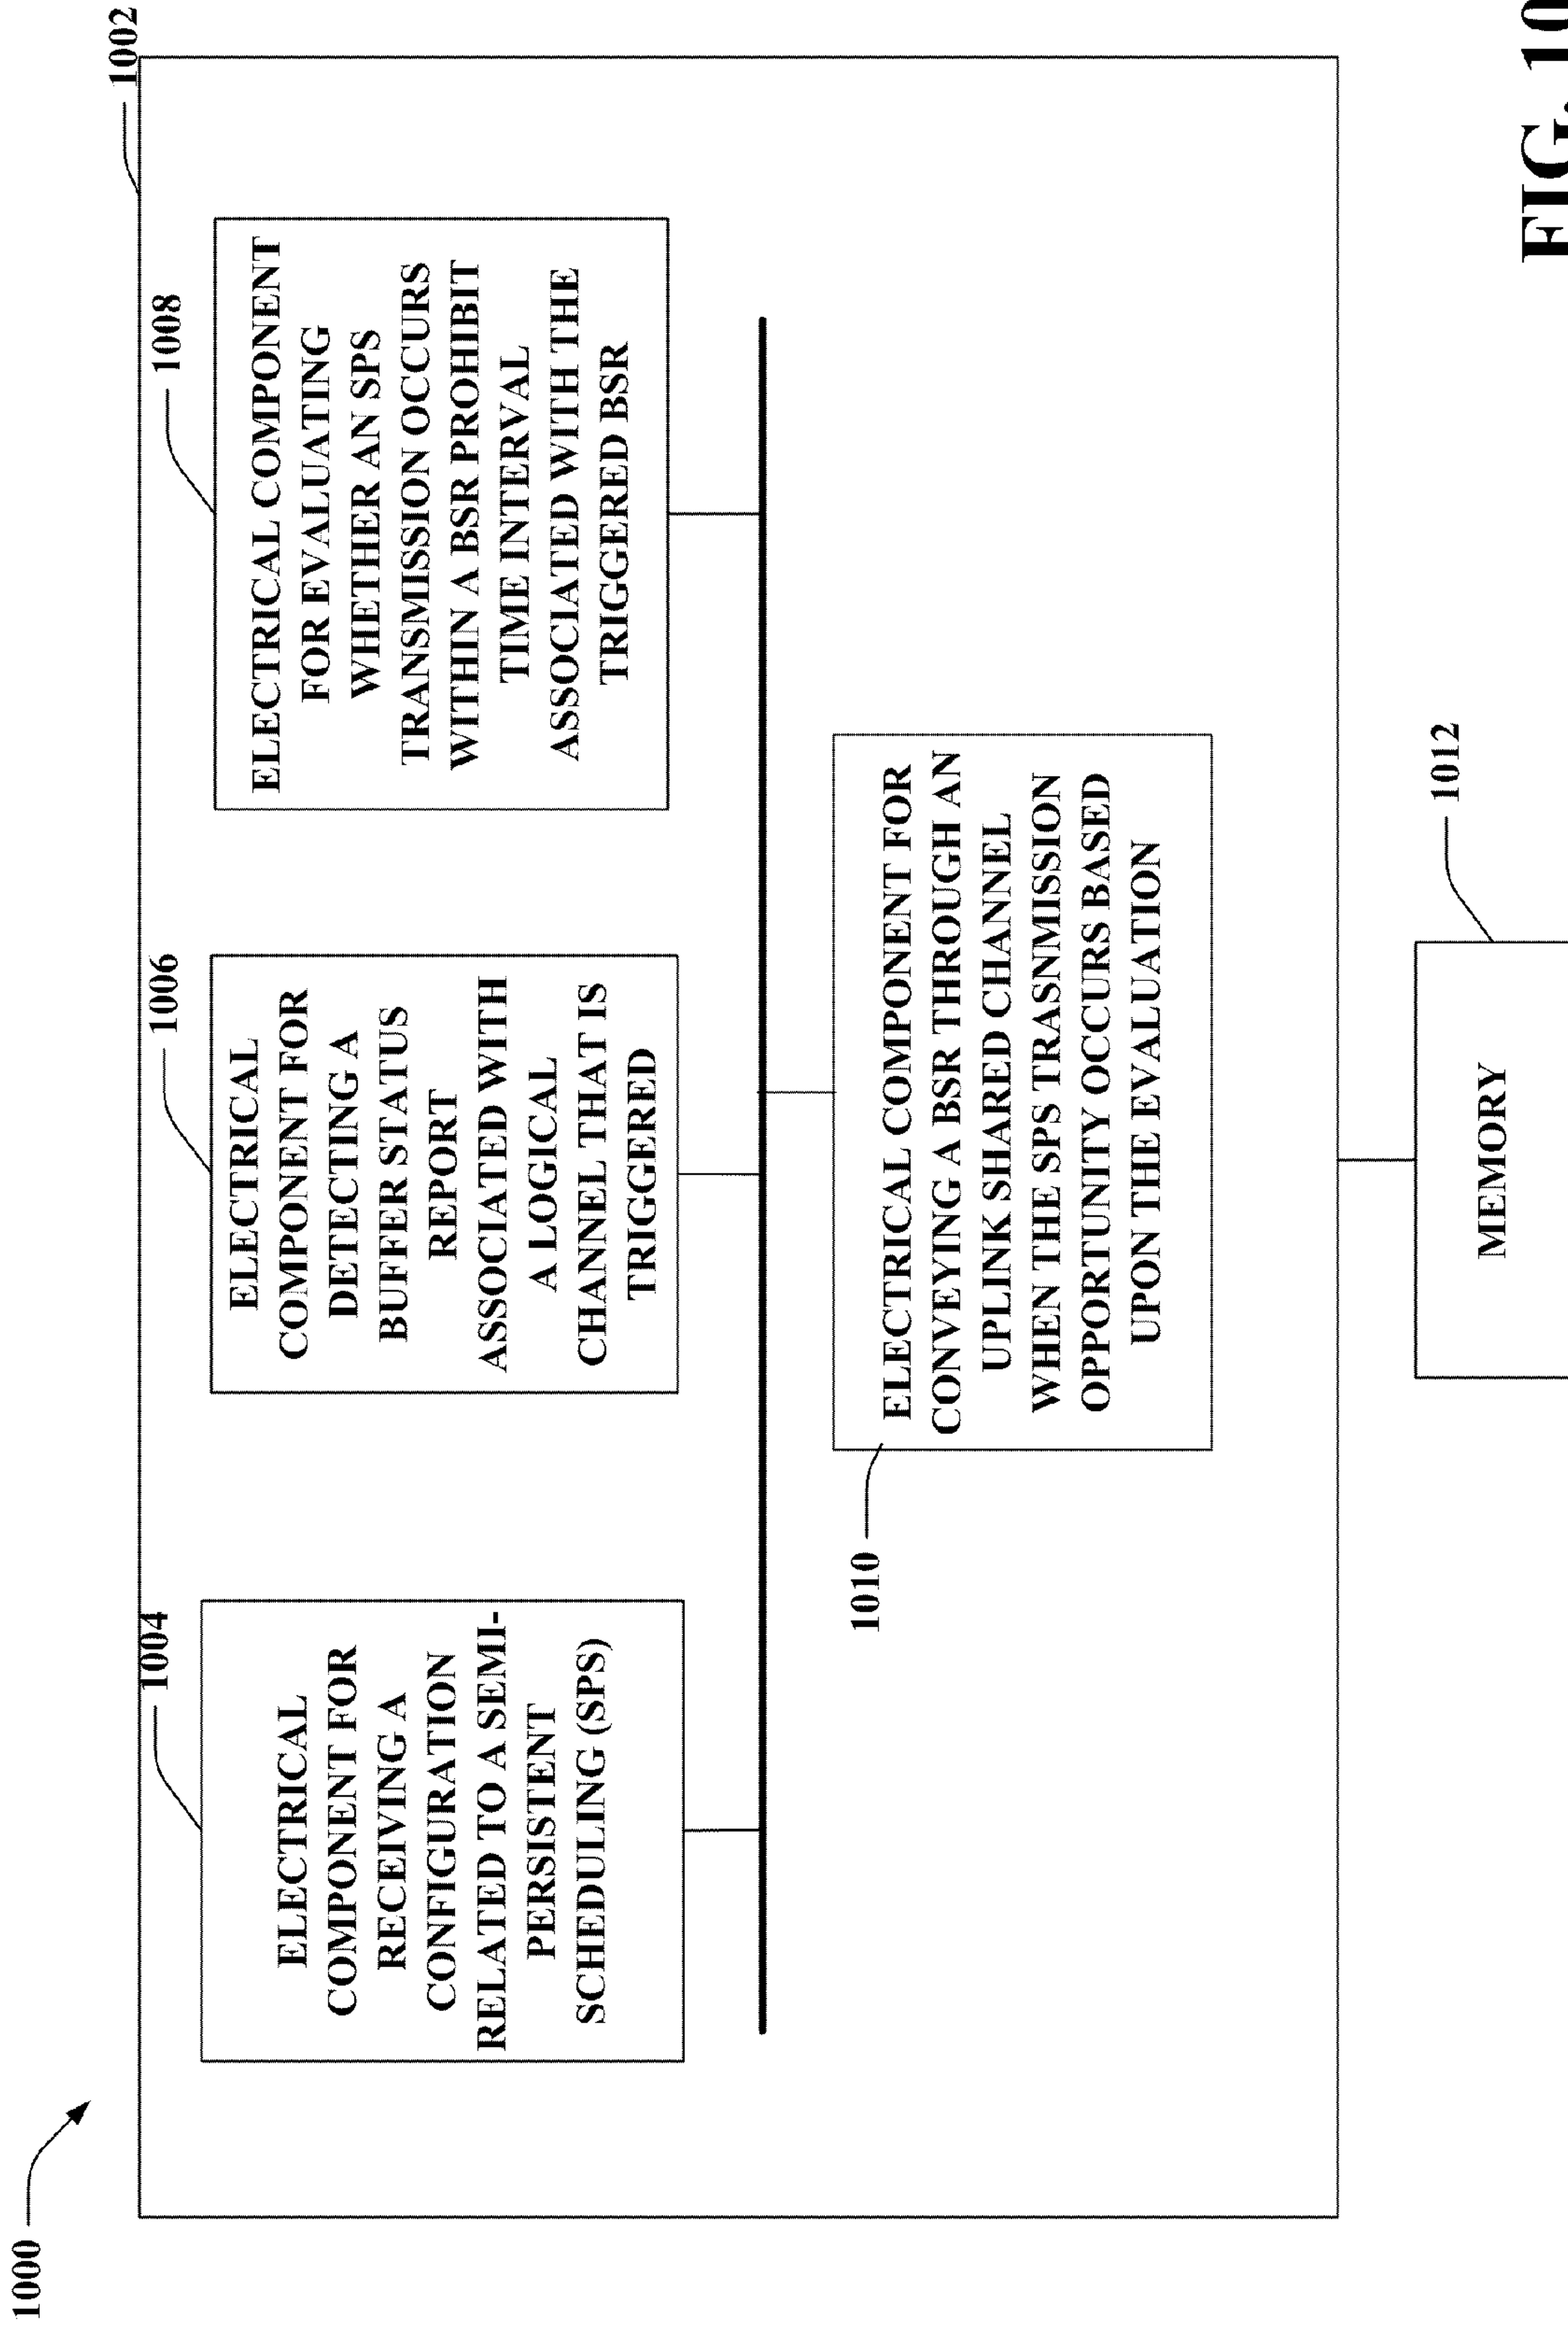 1000
1002
1004
ELECTRICAL
COMPONENT FOR
RECEIVING A
CONFIGURATION
RELATED TO A SEMI-
PERSISTENT
SCHEDULING (SPS)
1006
ELECTRICAL
COMPONENT FOR
DETECTING A
BUFFER STATUS
REPORT
ASSOCIATED WITH
A LOGICAL
CHANNEL THAT IS
TRIGGERED
1008
ELECTRICAL COMPONENT
FOR EVALUATING
WHETHER AN SPS
TRANSMISSION OCCURS
WITHIN A BSR PROHIBIT
TIME INTERVAL
ASSOCIATED WITH THE
TRIGGERED BSR
1010
ELECTRICAL COMPONENT FOR
CONVEYING A BSR THROUGH AN
UPLINK SHARED CHANNEL
WHEN THE SPS TRASNMISSION
OPPORTUNITY OCCURS BASED
UPON THE EVALUATION
1012
MEMORY
FIG. 10